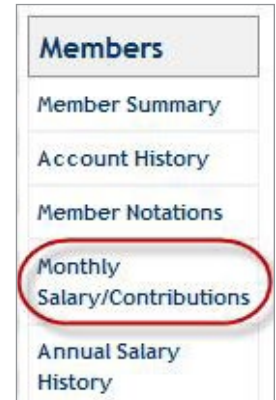 Members
Member Summary
Account History
Member Notations
Monthly
Salary/Contributions
Annual Salary
History